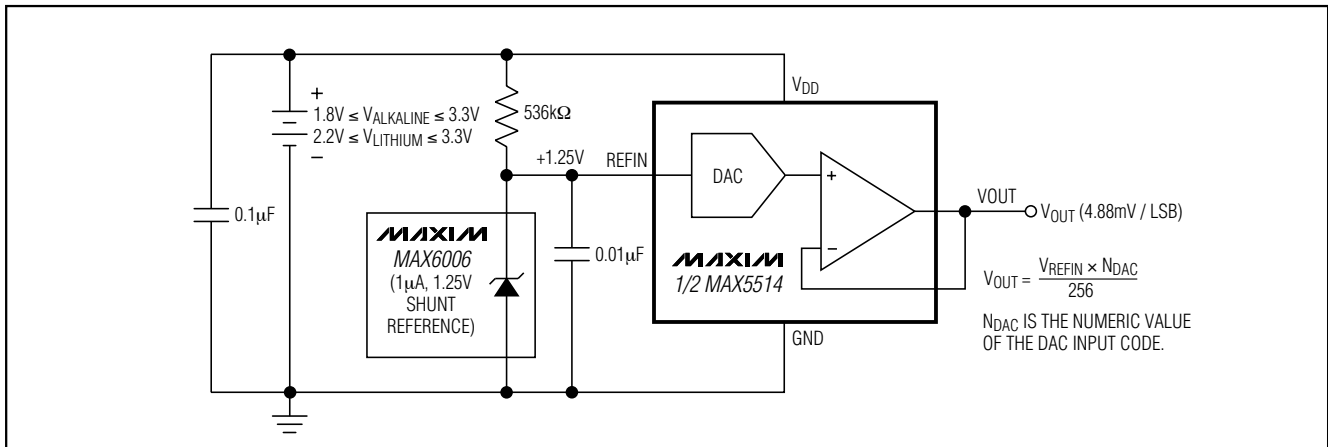 VDD
+
1.8V ≤ VALKALINE ≤ 3.3V
2.2V ≤ VLITHIUM ≤ 3.3V
−
536kΩ
+1.25V
REFIN
DAC
+
−
VOUT
VOUT (4.88mV / LSB)
0.1µF
MAXIM
MAX6006
(1µA, 1.25V
SHUNT
REFERENCE)
0.01µF
MAXIM
1/2 MAX5514
VOUT = VREFIN × NDAC
256
NDAC IS THE NUMERIC VALUE
OF THE DAC INPUT CODE.
GND